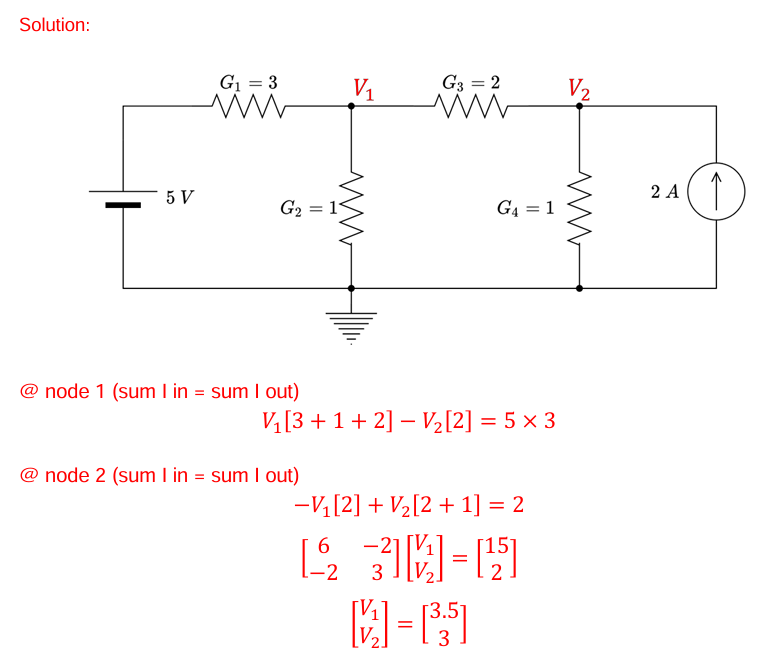 Solution:
G₁ = 3
V₁
G₃ = 2
V₂
5 V
G₂ = 1
G₄ = 1
2 A
@ node 1 (sum I in = sum I out)
V₁[3 + 1 + 2] − V₂[2] = 5 × 3
@ node 2 (sum I in = sum I out)
−V₁[2] + V₂[2 + 1] = 2
[6 −2; −2 3][V₁; V₂] = [15; 2]
[V₁; V₂] = [3.5; 3]